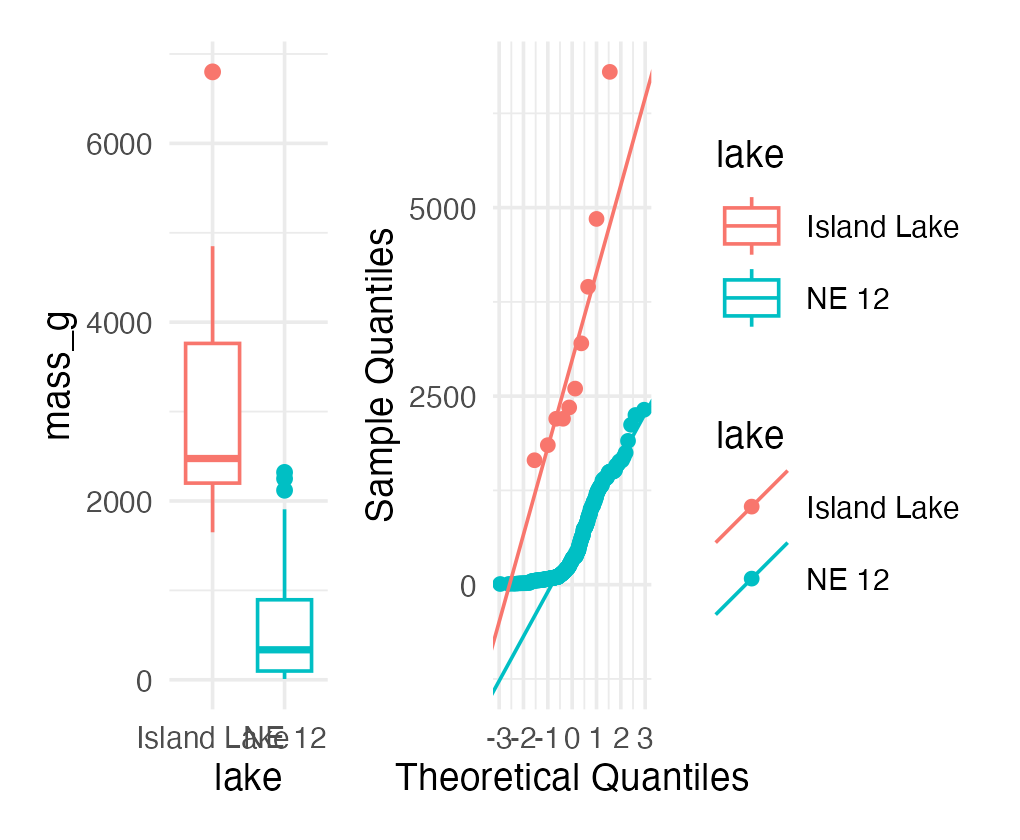 mass_g
6000
4000
2000
0
Island Lake
NE 12
lake
Sample Quantiles
5000
2500
0
-3
-2
-1
0
1
2
3
Theoretical Quantiles
lake
Island Lake
NE 12
lake
Island Lake
NE 12